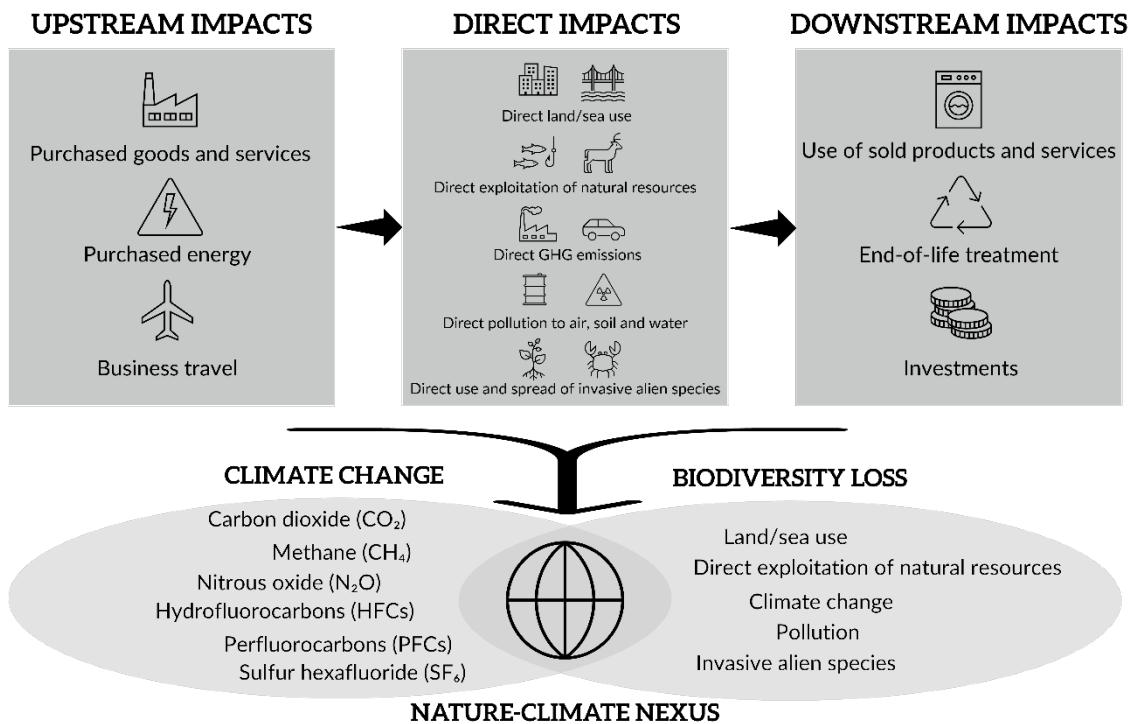 UPSTREAM IMPACTS
Purchased goods and services
Purchased energy
Business travel
DIRECT IMPACTS
Direct land/sea use
Direct exploitation of natural resources
Direct GHG emissions
Direct pollution to air, soil and water
Direct use and spread of invasive alien species
DOWNSTREAM IMPACTS
Use of sold products and services
End-of-life treatment
Investments
CLIMATE CHANGE
Carbon dioxide (CO₂)
Methane (CH₄)
Nitrous oxide (N₂O)
Hydrofluorocarbons (HFCs)
Perfluorocarbons (PFCs)
Sulfur hexafluoride (SF₆)
BIODIVERSITY LOSS
Land/sea use
Direct exploitation of natural resources
Climate change
Pollution
Invasive alien species
NATURE-CLIMATE NEXUS